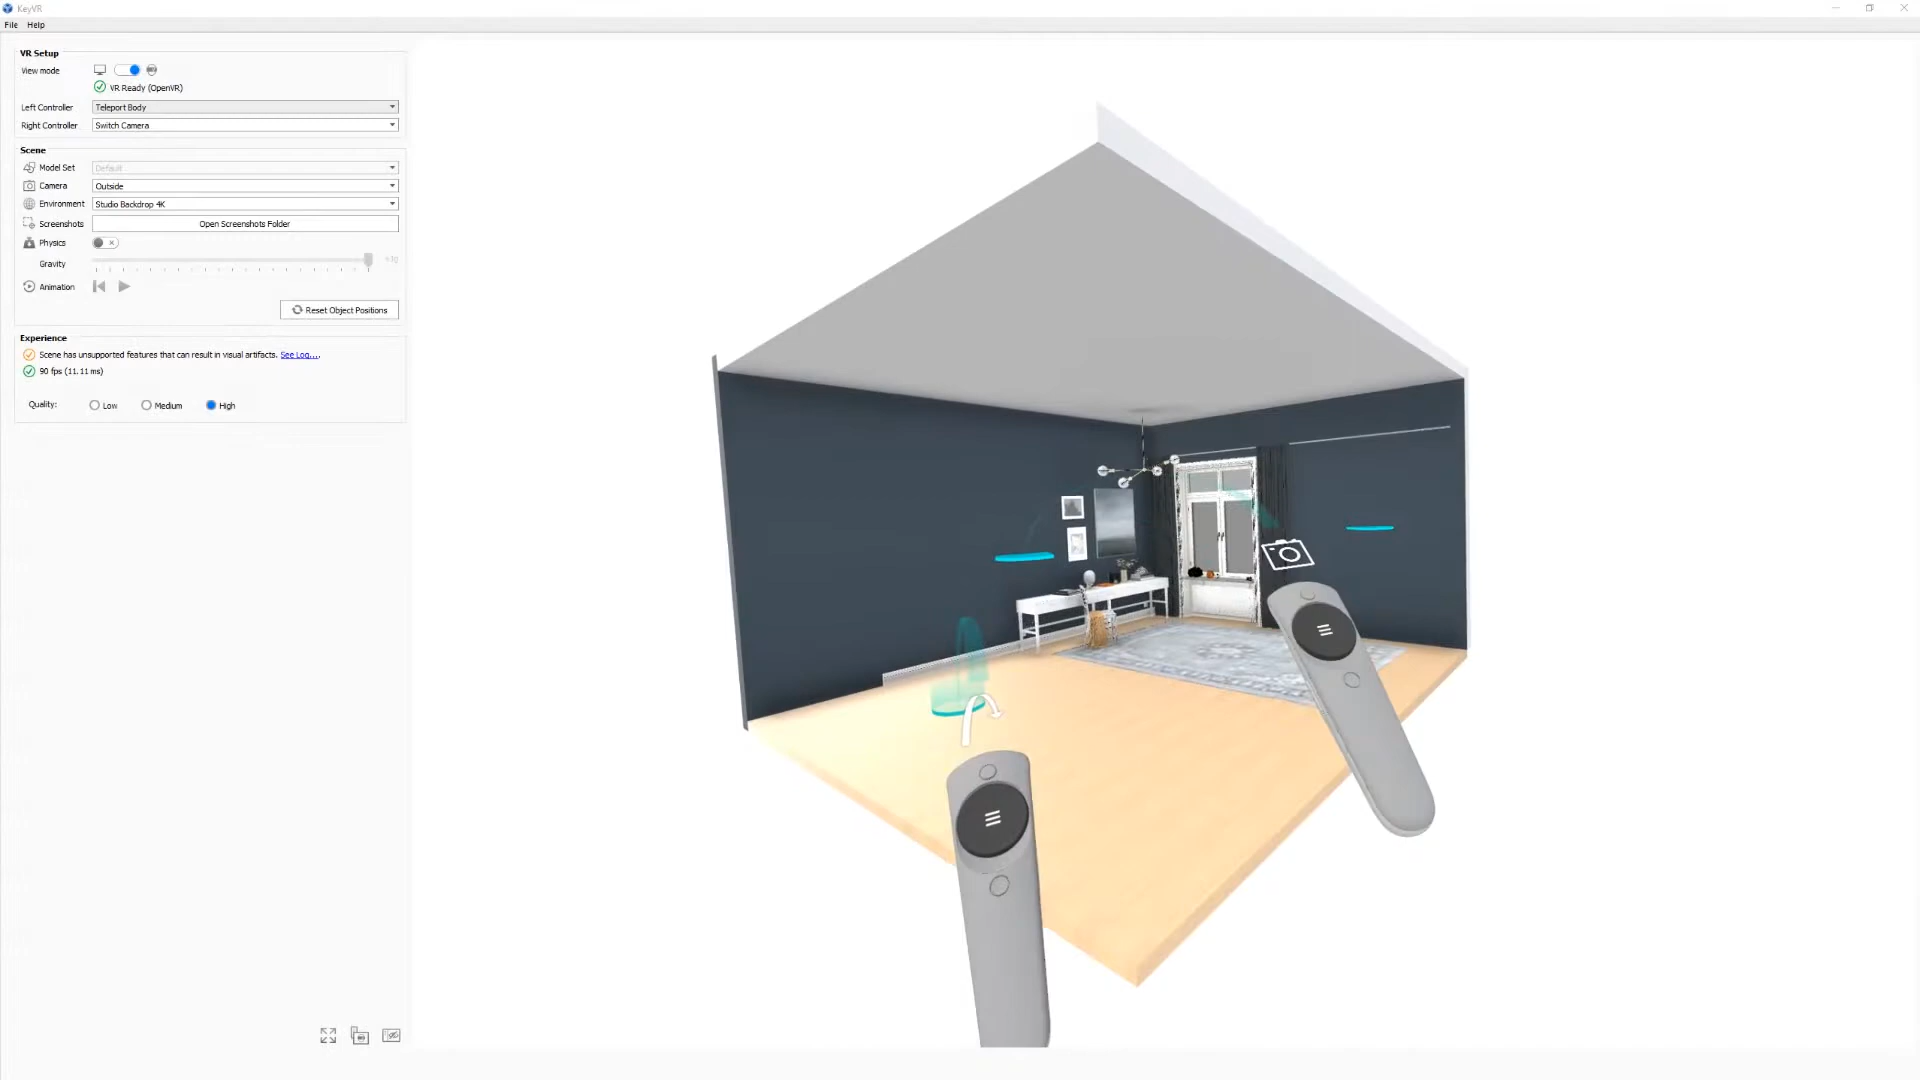 KeyVR
File Help
VR Setup
View mode
VR Ready (OpenVR)
Left Controller Teleport Body
Right Controller Switch Camera
Scene
Model Set Default
Camera Outside
Environment Studio Backdrop 4K
Screenshots Open Screenshots Folder
Physics
Gravity
Animation
Reset Object Positions
Experience
Scene has unsupported features that can result in visual artifacts. See Log....
90 fps (11.11 ms)
Quality: Low Medium High